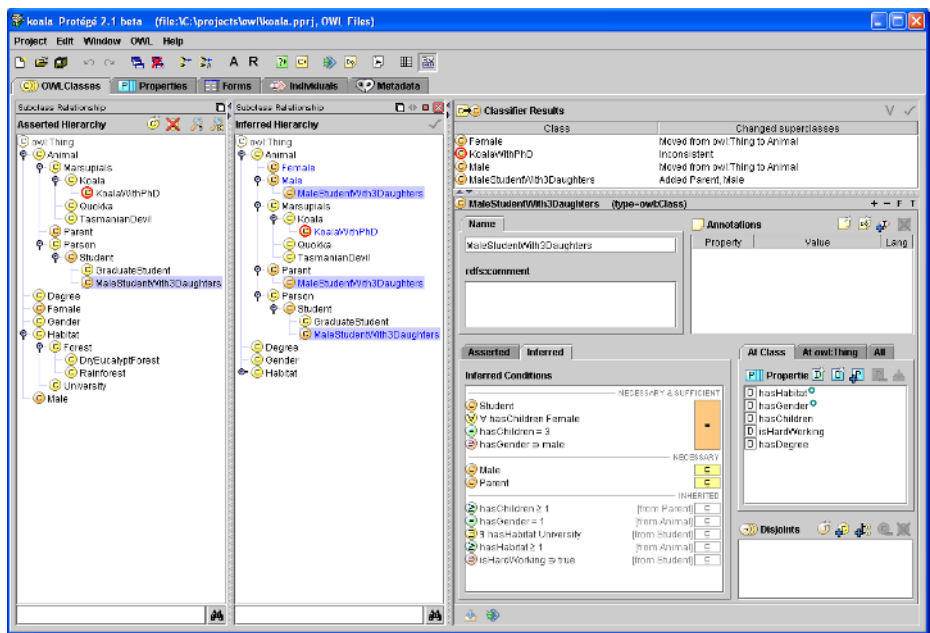 koala Protégé 2.1 beta (file:\C:\projects\owl\koala.pprj, OWL Files)
Project Edit Window OWL Help
A R
OWLClasses Properties Forms Individuals Metadata
Subclass Relationship
Asserted Hierarchy
owl:Thing
Animal
Marsupials
Koala
KoalaWithPhD
Quokka
TasmanianDevil
Parent
Person
Student
GraduateStudent
MaleStudentWith3Daughters
Degree
Female
Gender
Habitat
Forest
DryEucalyptForest
Rainforest
University
Male
Subclass Relationship
Inferred Hierarchy
owl:Thing
Animal
Female
Male
MaleStudentWith3Daughters
Marsupials
Koala
KoalaWithPhD
Quokka
TasmanianDevil
Parent
MaleStudentWith3Daughters
Person
Student
GraduateStudent
MaleStudentWith3Daughters
Degree
Gender
Habitat
Classifier Results
Class Changed superclasses
Female Moved from owl:Thing to Animal
KoalaWithPhD Inconsistent
Male Moved from owl:Thing to Animal
MaleStudentWith3Daughters Added Parent, Male
MaleStudentWith3Daughters (type=owl:Class) + - F T
Name
MaleStudentWith3Daughters
rdfs:comment
Annotations
Property Value Lang
Asserted Inferred
Inferred Conditions
NECESSARY & SUFFICIENT
Student
∀ hasChildren Female
hasChildren = 3
hasGender ∋ male
NECESSARY
Male
Parent
INHERITED
hasChildren ≥ 1 [from Parent]
hasGender = 1 [from Animal]
∃ hasHabitat University [from Student]
hasHabitat ≥ 1 [from Animal]
isHardWorking ∋ true [from Student]
At Class At owl:Thing All
Propertie
hasHabitat
hasGender
hasChildren
isHardWorking
hasDegree
Disjoints